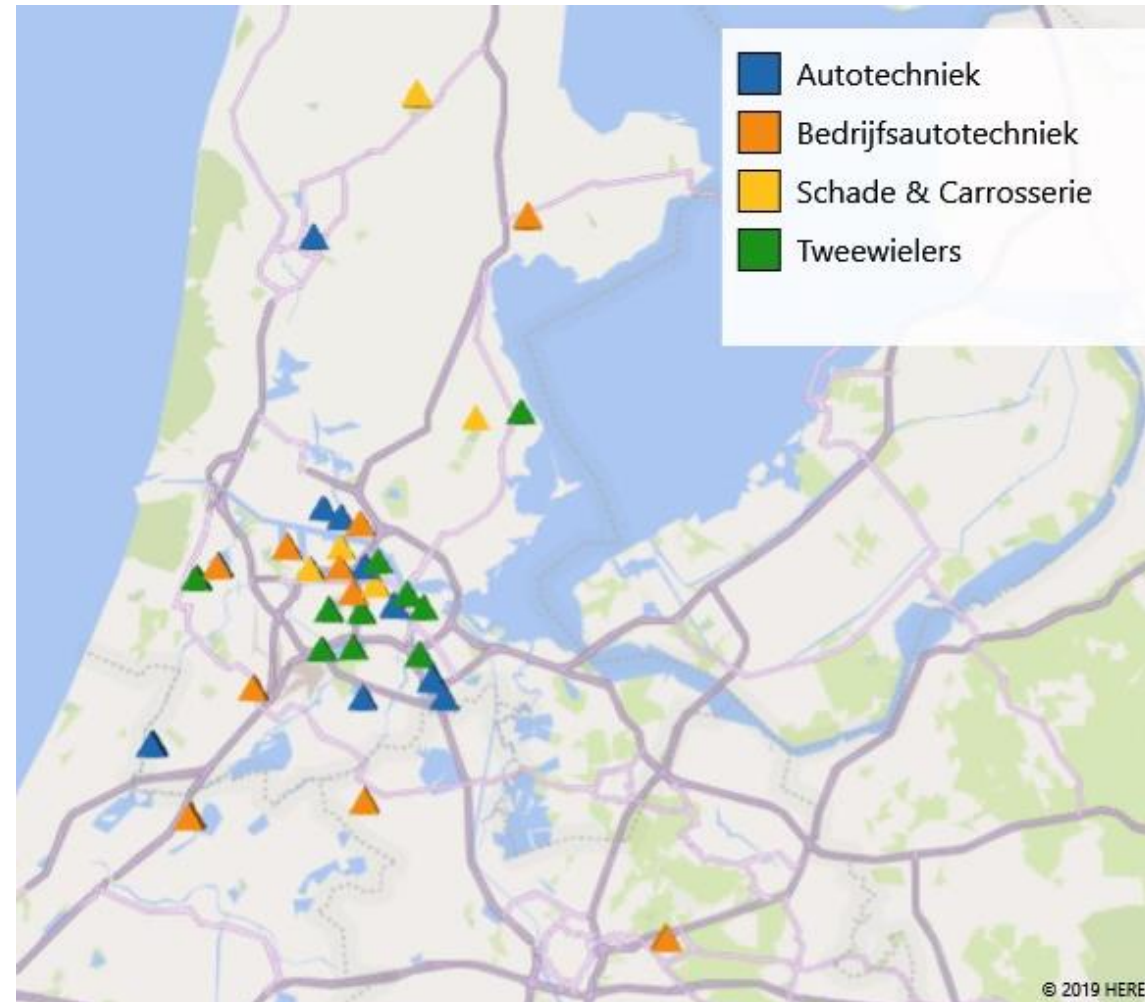 Autotechniek
Bedrijfsautotechniek
Schade & Carrosserie
Tweewielers
© 2019 HERE